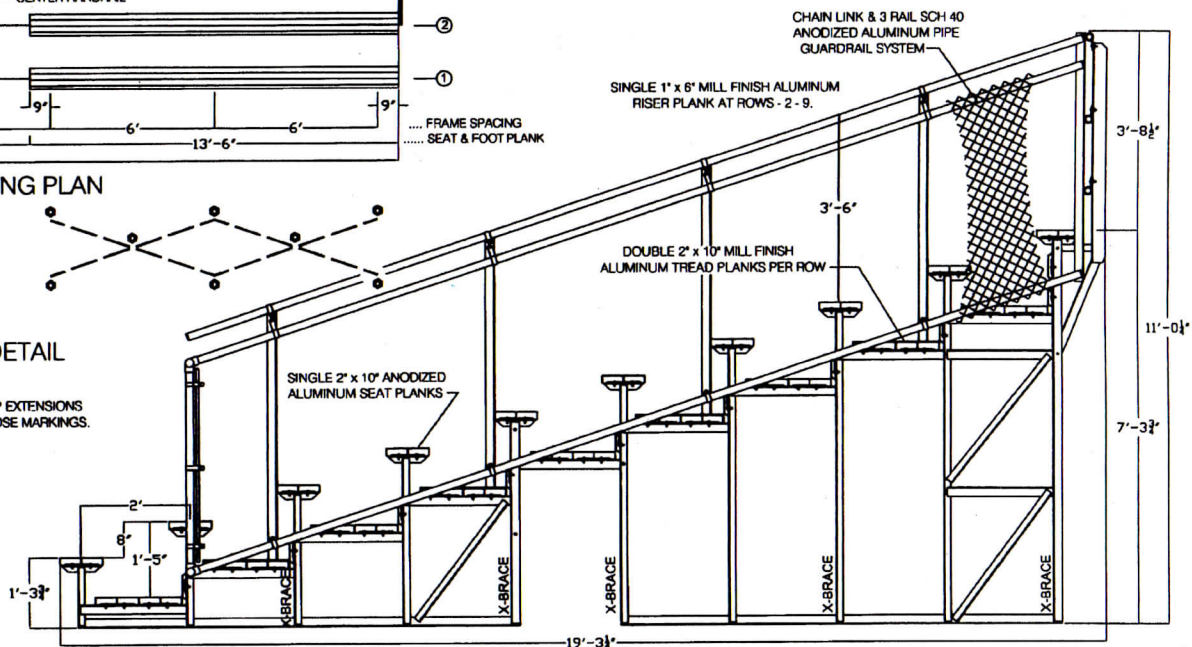 ②
①
9"
9"
6'
6'
13'-6"
.... FRAME SPACING
...... SEAT & FOOT PLANK
NG PLAN
DETAIL
P EXTENSIONS
OSE MARKINGS.
CHAIN LINK & 3 RAIL SCH 40
ANODIZED ALUMINUM PIPE
GUARDRAIL SYSTEM
SINGLE 1" x 6" MILL FINISH ALUMINUM
RISER PLANK AT ROWS - 2 - 9.
3'-8½"
3'-6"
DOUBLE 2" x 10" MILL FINISH
ALUMINUM TREAD PLANKS PER ROW
11'-0¼"
SINGLE 2" x 10" ANODIZED
ALUMINUM SEAT PLANKS
7'-3¾"
2'
8"
1'-5"
1'-3¾"
X-BRACE
X-BRACE
X-BRACE
X-BRACE
X-BRACE
19'-3½"